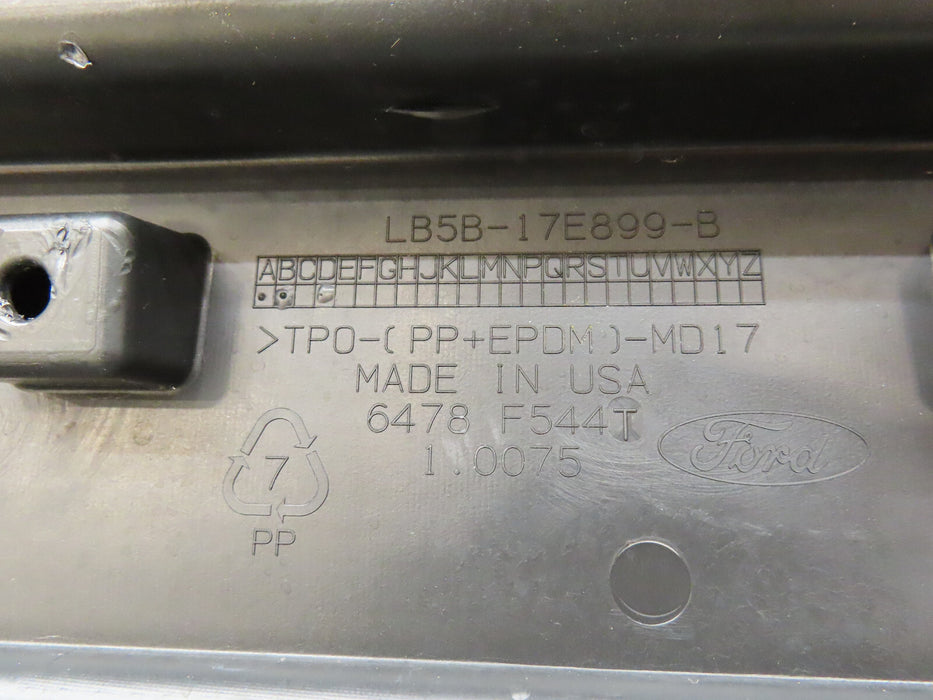 LB5B-17E899-B
ABCDEFGHJKLMNPQRSTUVWXYZ
>TPO-(PP+EPDM)-MD17
MADE IN USA
6478 F544T
1.0075
Ford
7
PP